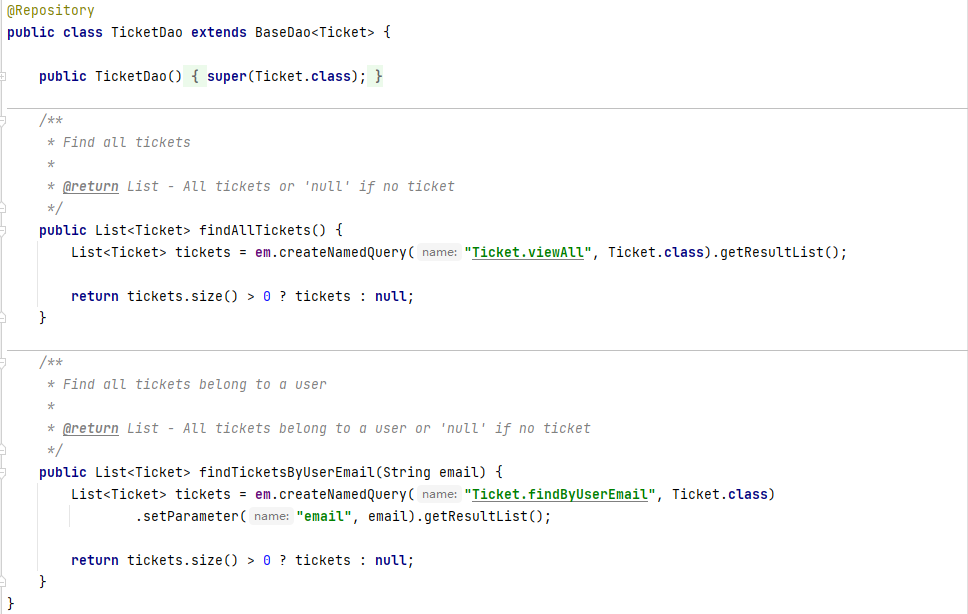 @Repository
public class TicketDao extends BaseDao<Ticket> {
public TicketDao() { super(Ticket.class); }
/**
* Find all tickets
*
* @return List - All tickets or 'null' if no ticket
*/
public List<Ticket> findAllTickets() {
List<Ticket> tickets = em.createNamedQuery( name: "Ticket.viewAll", Ticket.class).getResultList();
return tickets.size() > 0 ? tickets : null;
}
/**
* Find all tickets belong to a user
*
* @return List - All tickets belong to a user or 'null' if no ticket
*/
public List<Ticket> findTicketsByUserEmail(String email) {
List<Ticket> tickets = em.createNamedQuery( name: "Ticket.findByUserEmail", Ticket.class)
.setParameter( name: "email", email).getResultList();
return tickets.size() > 0 ? tickets : null;
}
}